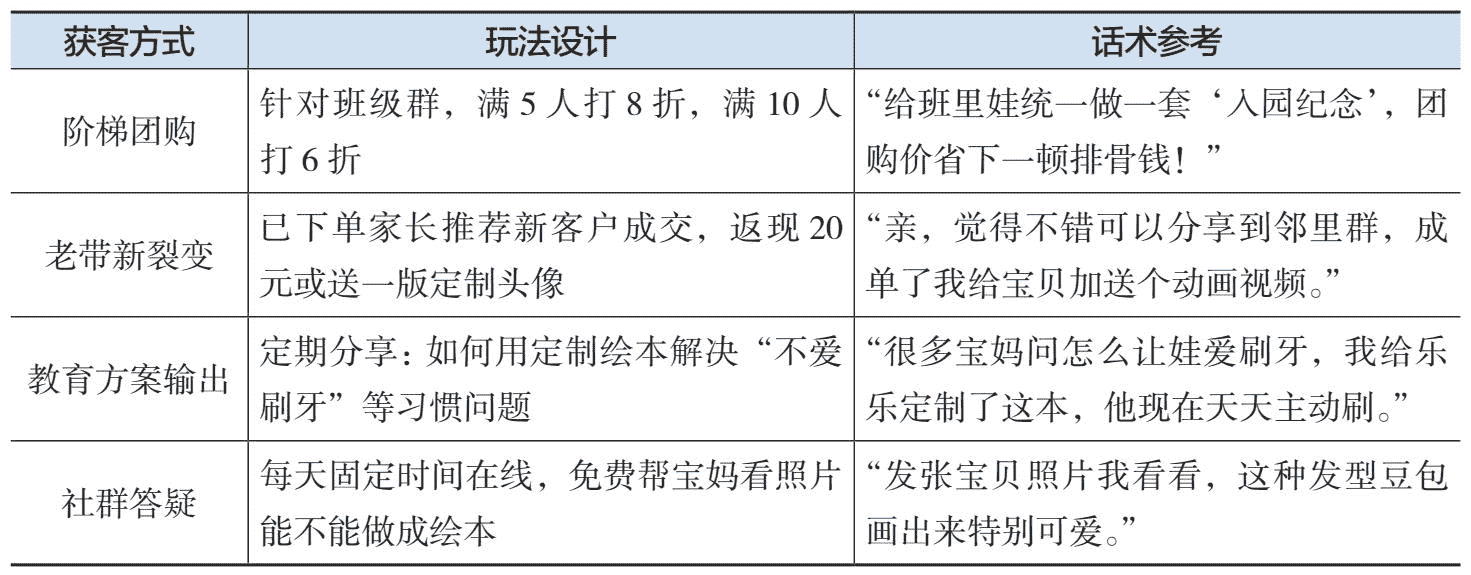 获客方式 玩法设计 话术参考
阶梯团购
针对班级群，满 5 人打 8 折，满 10 人
打 6 折
“给班里娃统一做一套‘入园纪念’，团
购价省下一顿排骨钱！”
老带新裂变
已下单家长推荐新客户成交，返现 20
元或送一版定制头像
“亲，觉得不错可以分享到邻里群，成
单了我给宝贝加送个动画视频。”
教育方案输出
定期分享：如何用定制绘本解决“不爱
刷牙”等习惯问题
“很多宝妈问怎么让娃爱刷牙，我给乐
乐定制了这本，他现在天天主动刷。”
社群答疑
每天固定时间在线，免费帮宝妈看照片
能不能做成绘本
“发张宝贝照片我看看，这种发型豆包
画出来特别可爱。”